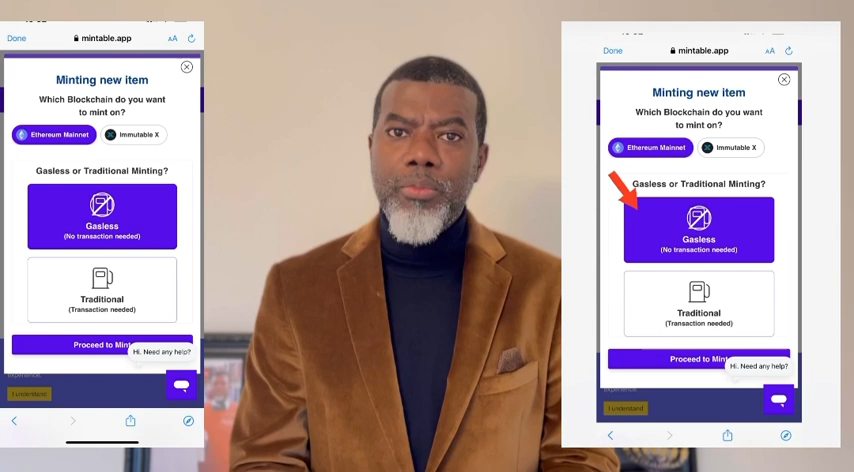 Done
mintable.app
AA
Minting new item
Which Blockchain do you want
to mint on?
Ethereum Mainnet
Immutable X
Gasless or Traditional Minting?
Gasless
(No transaction needed)
Traditional
(Transaction needed)
Proceed to Mint
Hi. Need any help?
experience.
I understand
Done
mintable.app
AA
Minting new item
Which Blockchain do you want
to mint on?
Ethereum Mainnet
Immutable X
Gasless or Traditional Minting?
Gasless
(No transaction needed)
Traditional
(Transaction needed)
Proceed to Mint
Hi. Need any help?
I understand